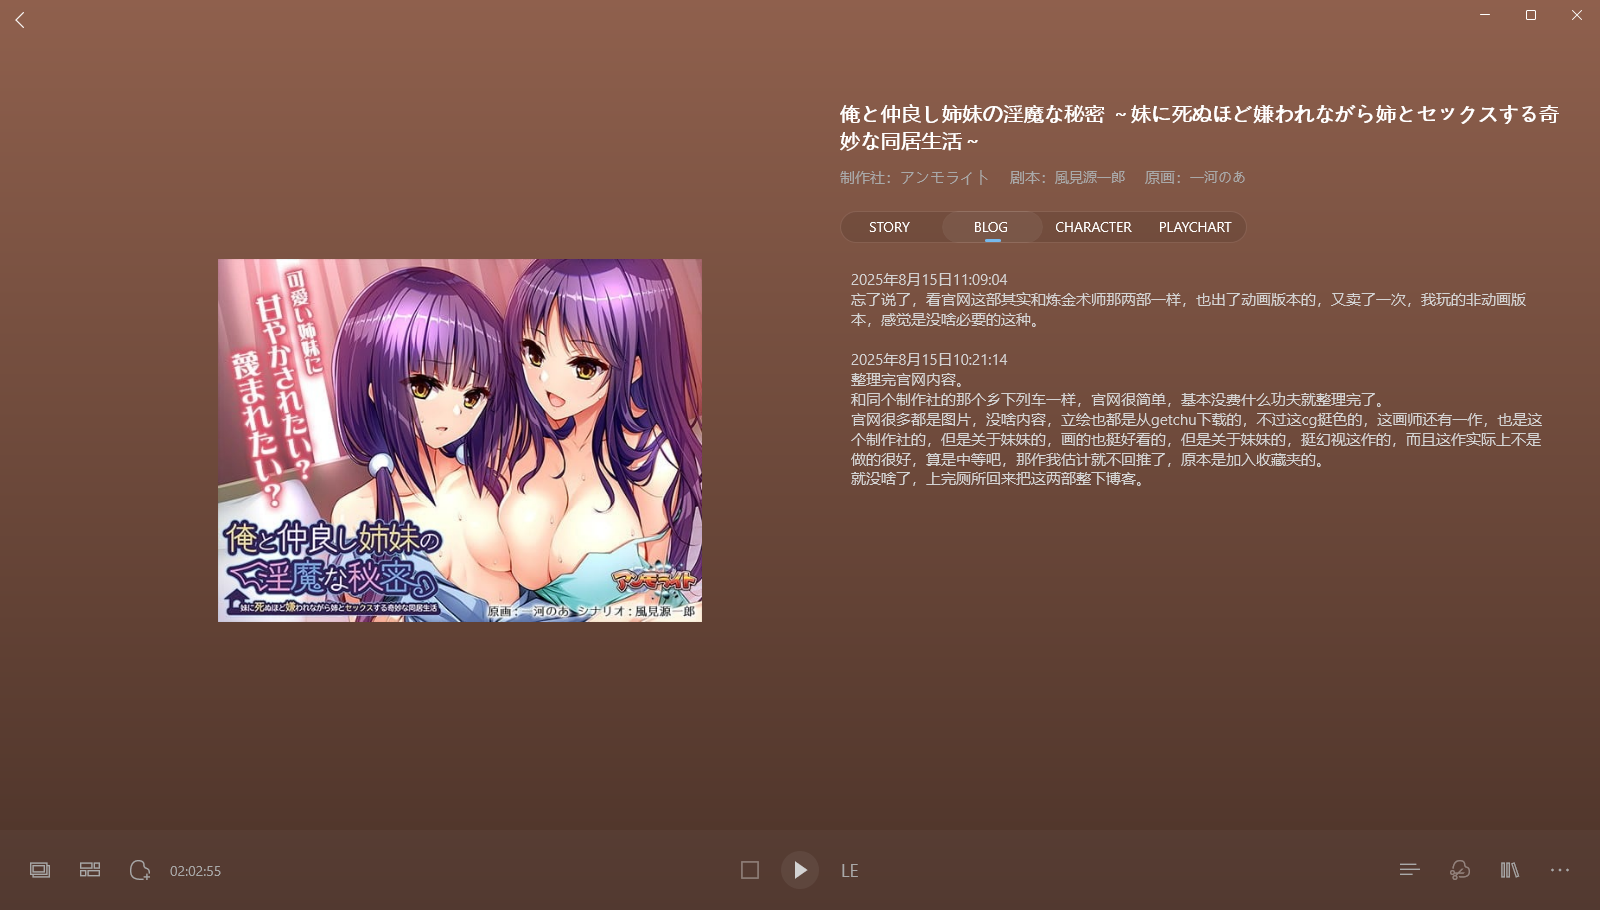 俺と仲良し姉妹の淫魔な秘密 ～妹に死ぬほど嫌われながら姉とセックスする奇
妙な同居生活～
制作社：アンモライト 剧本：風見源一郎 原画：一河のあ
STORY BLOG CHARACTER PLAYCHART
2025年8月15日11:09:04
忘了说了，看官网这部其实和炼金术师那两部一样，也出了动画版本的，又卖了一次，我玩的非动画版
本，感觉是没啥必要的这种。
2025年8月15日10:21:14
整理完官网内容。
和同个制作社的那个乡下列车一样，官网很简单，基本没费什么功夫就整理完了。
官网很多都是图片，没啥内容，立绘也都是从getchu下载的，不过这cg挺色的，这画师还有一作，也是这
个制作社的，但是关于妹妹的，画的也挺好看的，但是关于妹妹的，挺幻视这作的，而且这作实际上不是
做的很好，算是中等吧，那作我估计就不回推了，原本是加入收藏夹的。
就没啥了，上完厕所回来把这两部整下博客。
可愛い姉妹に
甘やかされたい？
蔑まれたい？
俺と仲良し姉妹の
淫魔な秘密
妹に死ぬほど嫌われながら姉とセックスする奇妙な同居生活
アンモライト
原画：一河のあ シナリオ：風見源一郎
02:02:55
LE